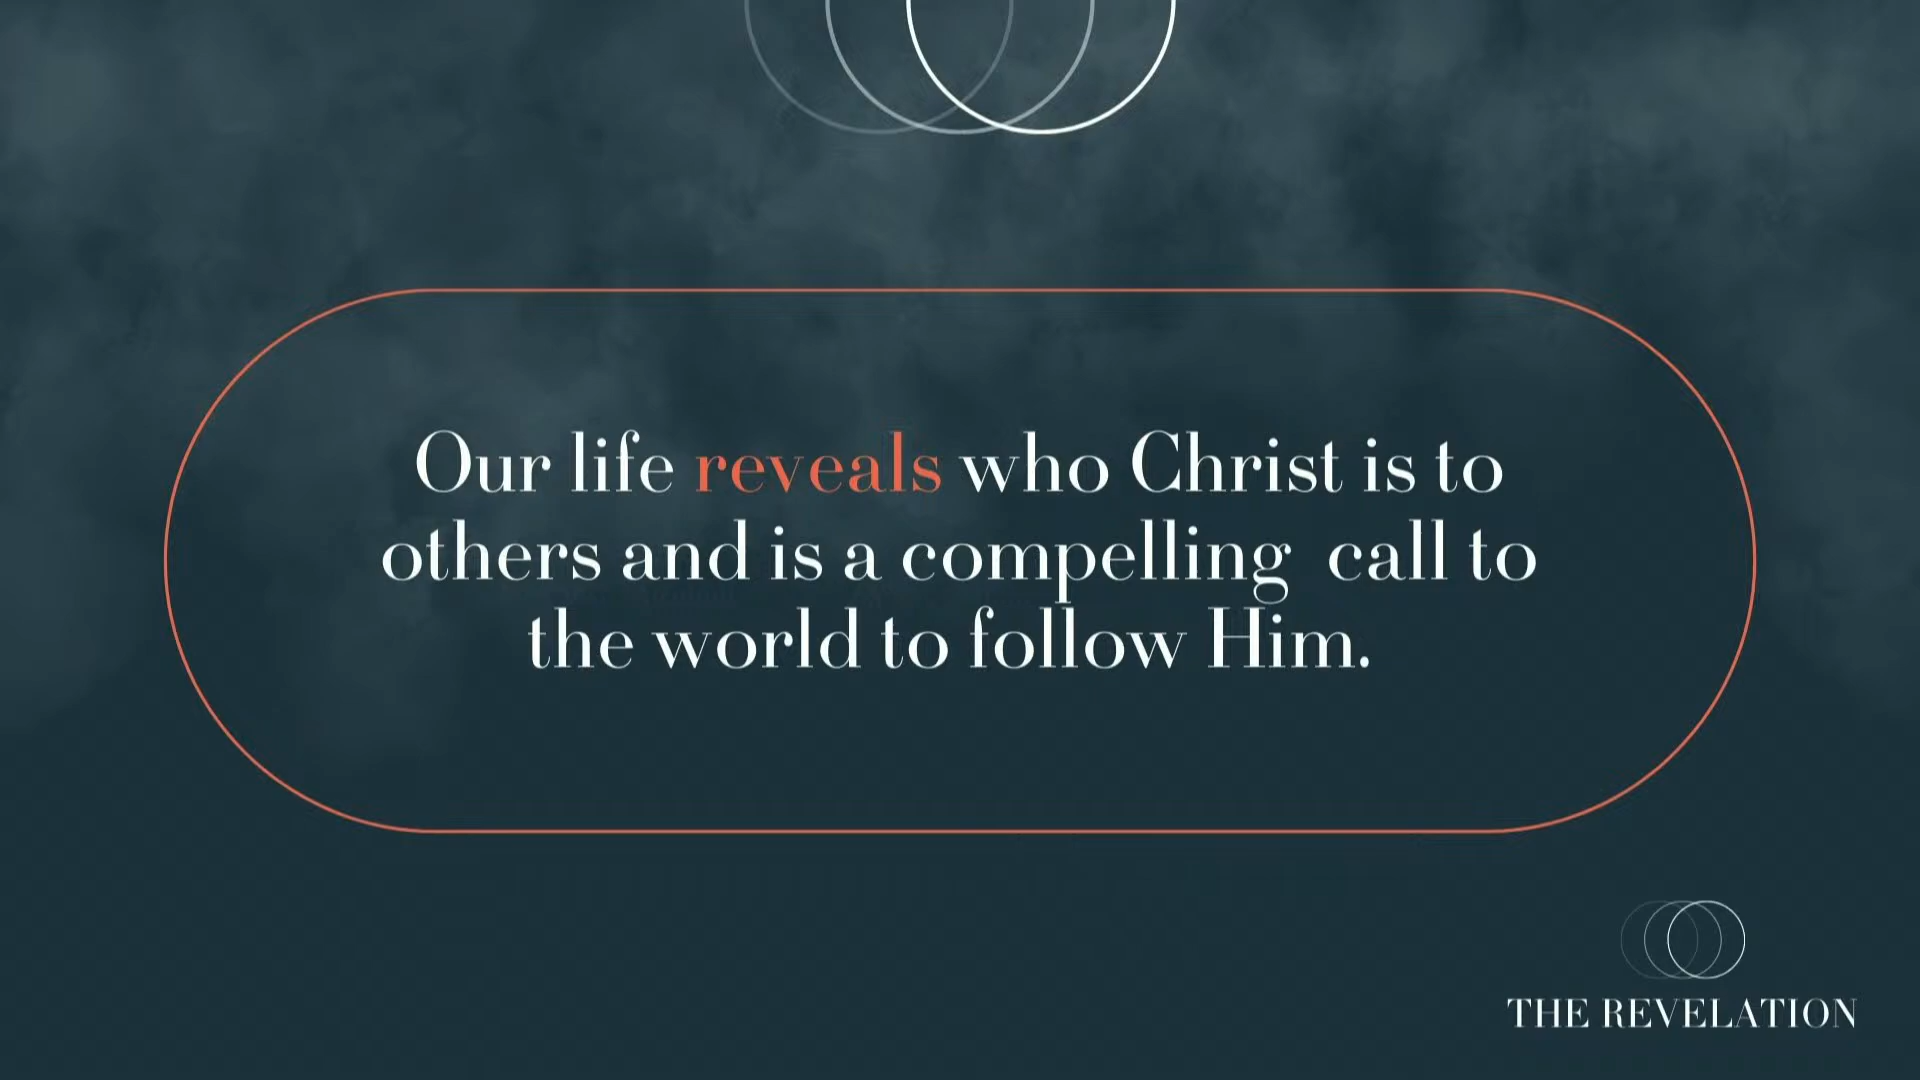 Our life reveals who Christ is to
others and is a compelling  call to
the world to follow Him.
THE REVELATION